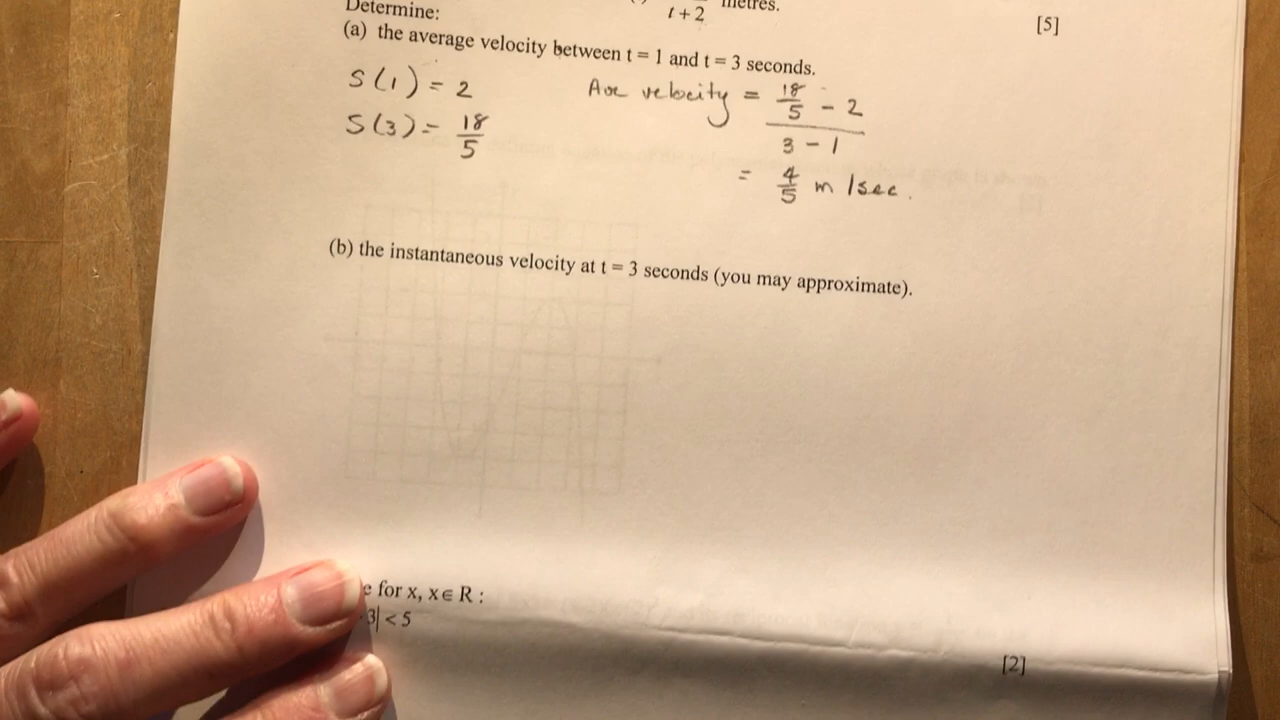 t + 2 metres.
[5]
Determine:
(a) the average velocity between t = 1 and t = 3 seconds.
S(1) = 2
S(3) = 18/5
Ave velocity = 18/5 - 2
3 - 1
= 4/5 m/sec.
(b) the instantaneous velocity at t = 3 seconds (you may approximate).
for x, x∈R :
3| < 5
[2]